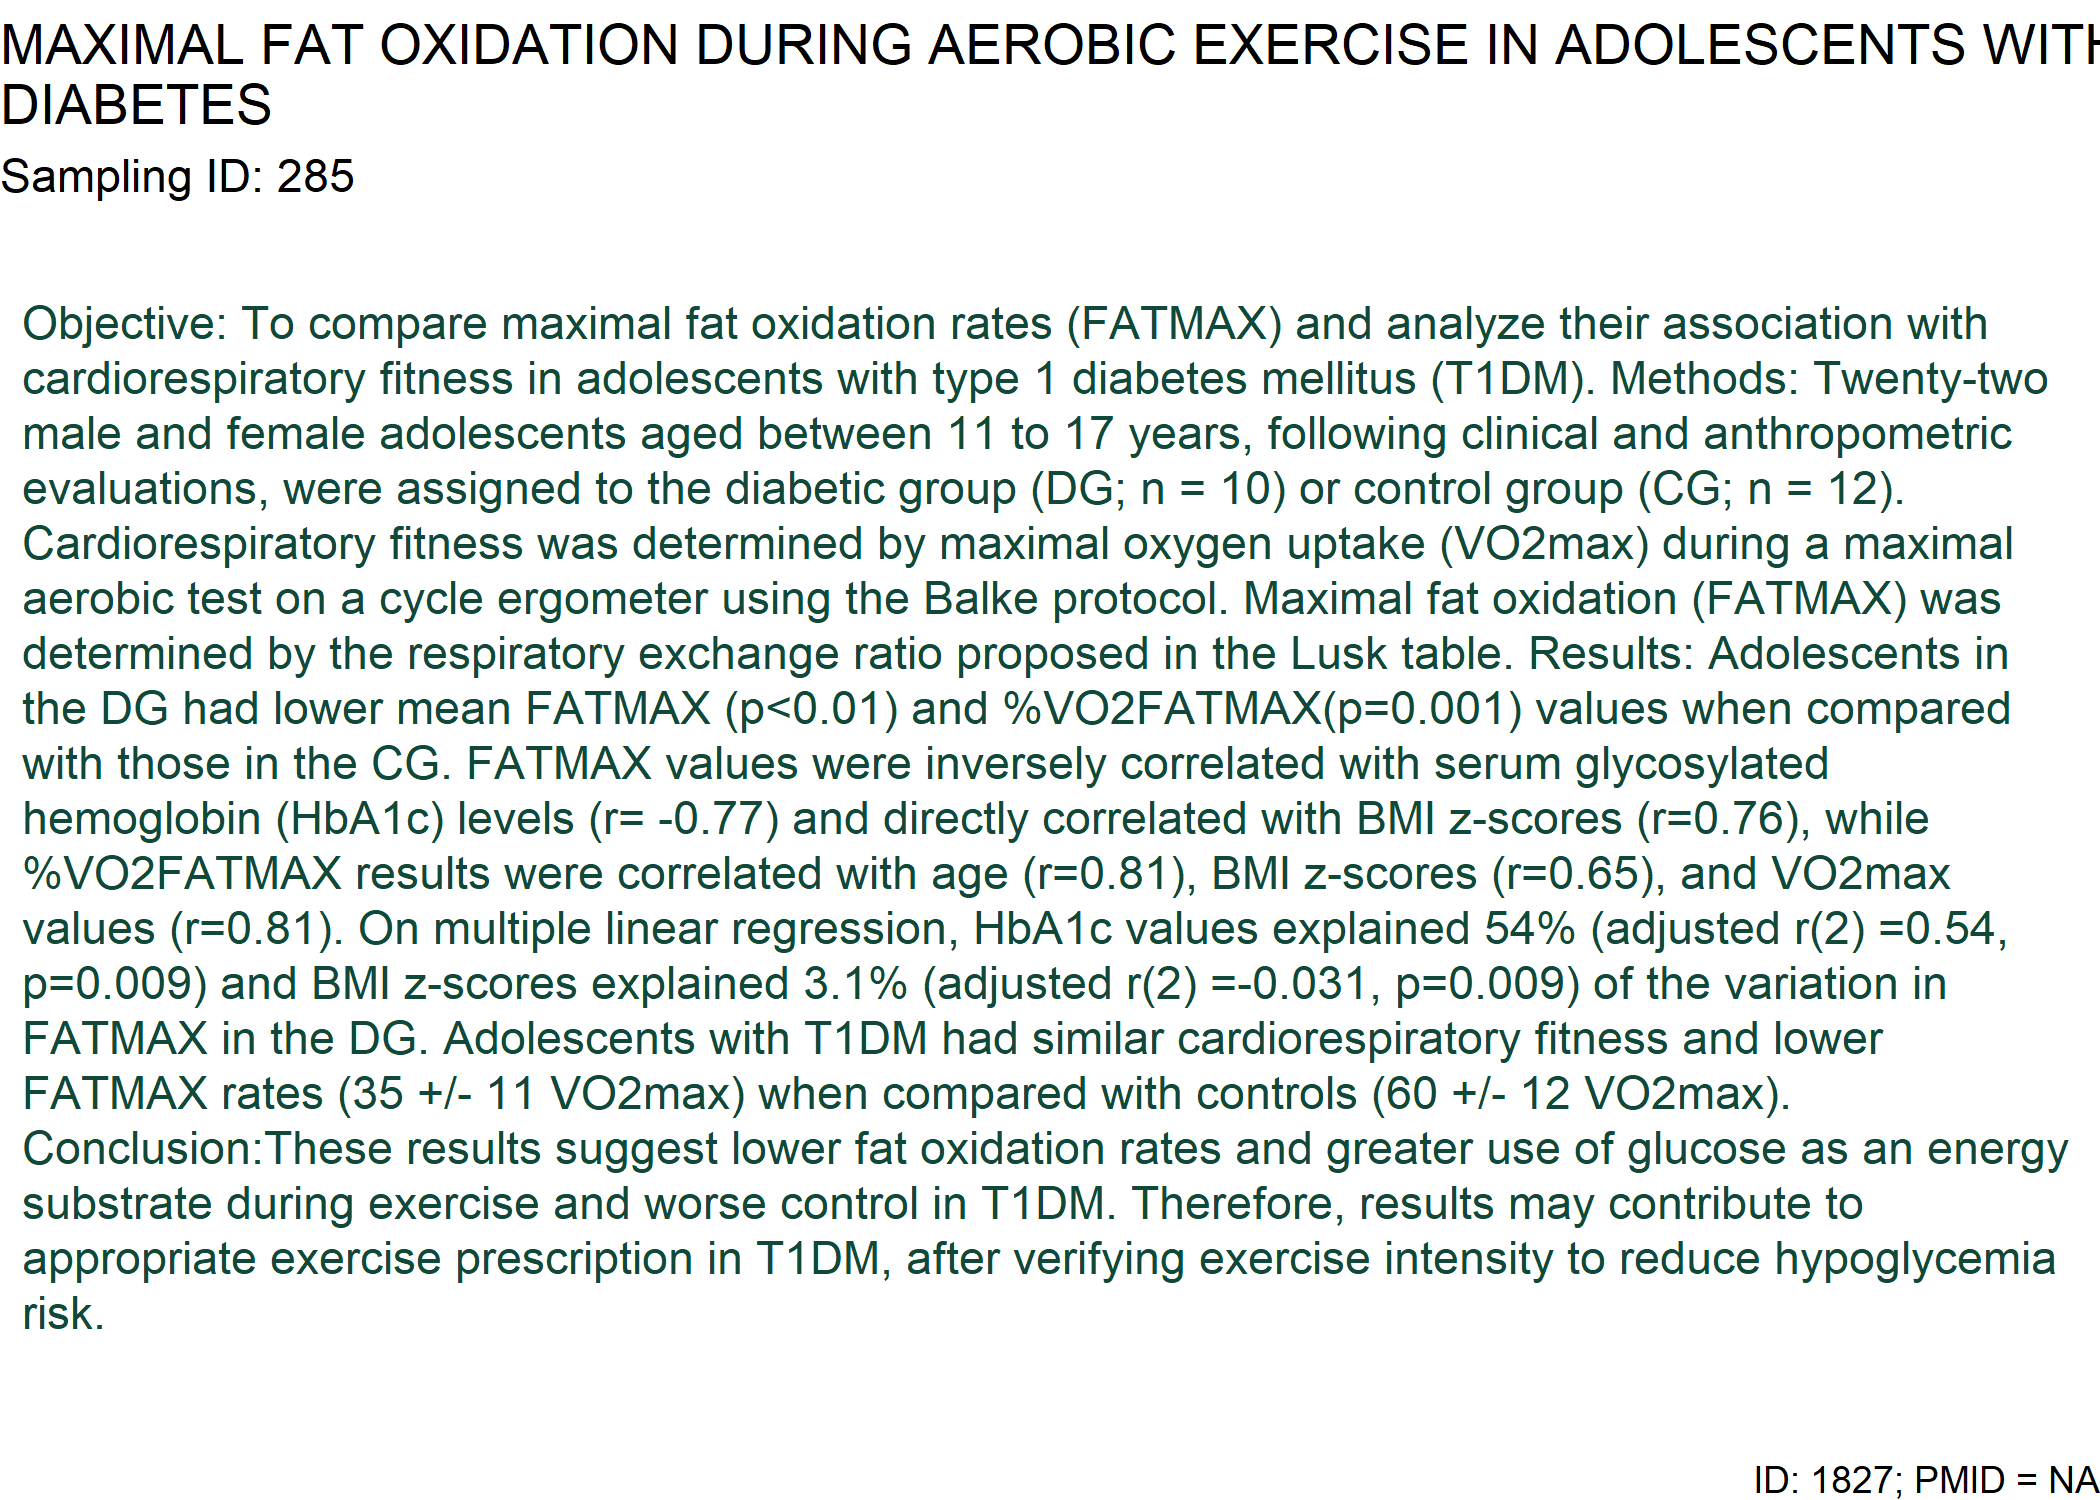 MAXIMAL FAT OXIDATION DURING AEROBIC EXERCISE IN ADOLESCENTS WITH
DIABETES
Sampling ID: 285
Objective: To compare maximal fat oxidation rates (FATMAX) and analyze their association with
cardiorespiratory fitness in adolescents with type 1 diabetes mellitus (T1DM). Methods: Twenty-two
male and female adolescents aged between 11 to 17 years, following clinical and anthropometric
evaluations, were assigned to the diabetic group (DG; n = 10) or control group (CG; n = 12).
Cardiorespiratory fitness was determined by maximal oxygen uptake (VO2max) during a maximal
aerobic test on a cycle ergometer using the Balke protocol. Maximal fat oxidation (FATMAX) was
determined by the respiratory exchange ratio proposed in the Lusk table. Results: Adolescents in
the DG had lower mean FATMAX (p<0.01) and %VO2FATMAX(p=0.001) values when compared
with those in the CG. FATMAX values were inversely correlated with serum glycosylated
hemoglobin (HbA1c) levels (r= -0.77) and directly correlated with BMI z-scores (r=0.76), while
%VO2FATMAX results were correlated with age (r=0.81), BMI z-scores (r=0.65), and VO2max
values (r=0.81). On multiple linear regression, HbA1c values explained 54% (adjusted r(2) =0.54,
p=0.009) and BMI z-scores explained 3.1% (adjusted r(2) =-0.031, p=0.009) of the variation in
FATMAX in the DG. Adolescents with T1DM had similar cardiorespiratory fitness and lower
FATMAX rates (35 +/- 11 VO2max) when compared with controls (60 +/- 12 VO2max).
Conclusion:These results suggest lower fat oxidation rates and greater use of glucose as an energy
substrate during exercise and worse control in T1DM. Therefore, results may contribute to
appropriate exercise prescription in T1DM, after verifying exercise intensity to reduce hypoglycemia
risk.
ID: 1827; PMID = NA